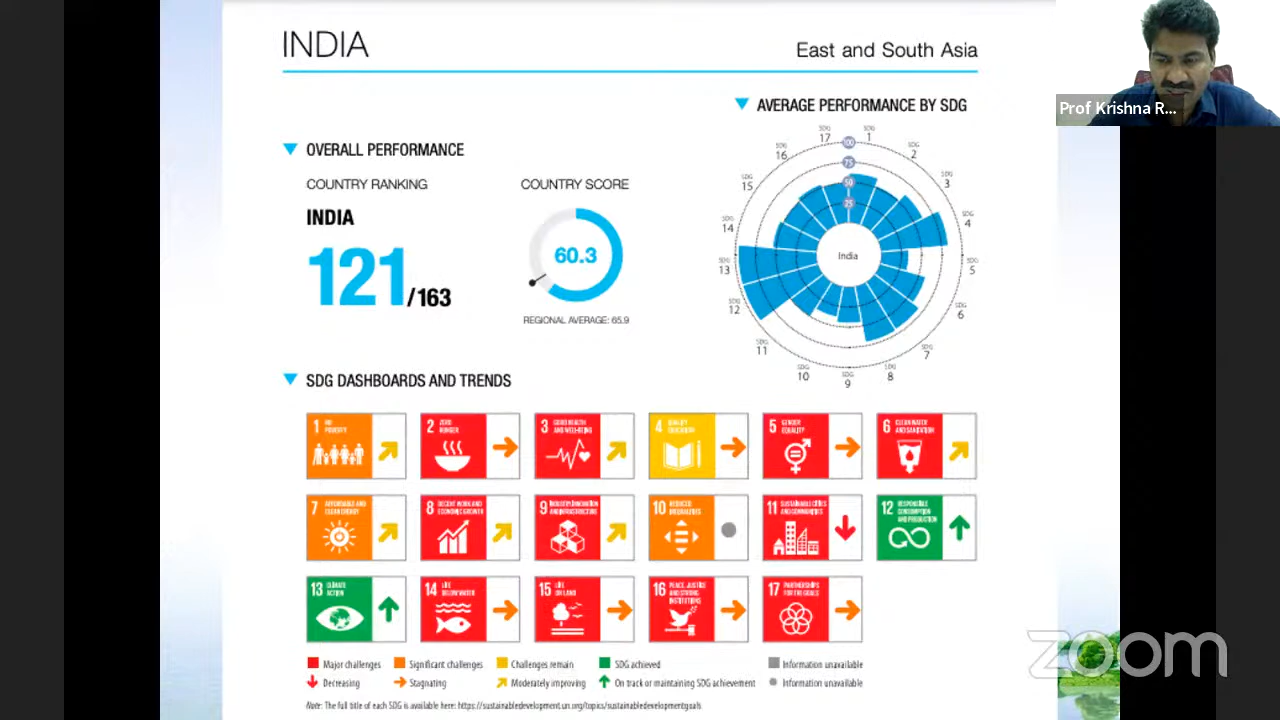 INDIA
East and South Asia
AVERAGE PERFORMANCE BY SDG
Prof Krishna R...
OVERALL PERFORMANCE
COUNTRY RANKING
COUNTRY SCORE
INDIA
121/163
60.3
REGIONAL AVERAGE: 65.9
SDG 1
SDG 2
SDG 3
SDG 4
SDG 5
SDG 6
SDG 7
SDG 8
SDG 9
SDG 10
SDG 11
SDG 12
SDG 13
SDG 14
SDG 15
SDG 16
SDG 17
100
75
50
25
India
SDG DASHBOARDS AND TRENDS
1 NO POVERTY
2 ZERO HUNGER
3 GOOD HEALTH AND WELL-BEING
4 QUALITY EDUCATION
5 GENDER EQUALITY
6 CLEAN WATER AND SANITATION
7 AFFORDABLE AND CLEAN ENERGY
8 DECENT WORK AND ECONOMIC GROWTH
9 INDUSTRY, INNOVATION AND INFRASTRUCTURE
10 REDUCED INEQUALITIES
11 SUSTAINABLE CITIES AND COMMUNITIES
12 RESPONSIBLE CONSUMPTION AND PRODUCTION
13 CLIMATE ACTION
14 LIFE BELOW WATER
15 LIFE ON LAND
16 PEACE, JUSTICE AND STRONG INSTITUTIONS
17 PARTNERSHIPS FOR THE GOALS
Major challenges
Significant challenges
Challenges remain
SDG achieved
Information unavailable
Decreasing
Stagnating
Moderately improving
On track or maintaining SDG achievement
Information unavailable
Note: The full title of each SDG is available here: https://sustainabledevelopment.un.org/topics/sustainabledevelopmentgoals
zoom